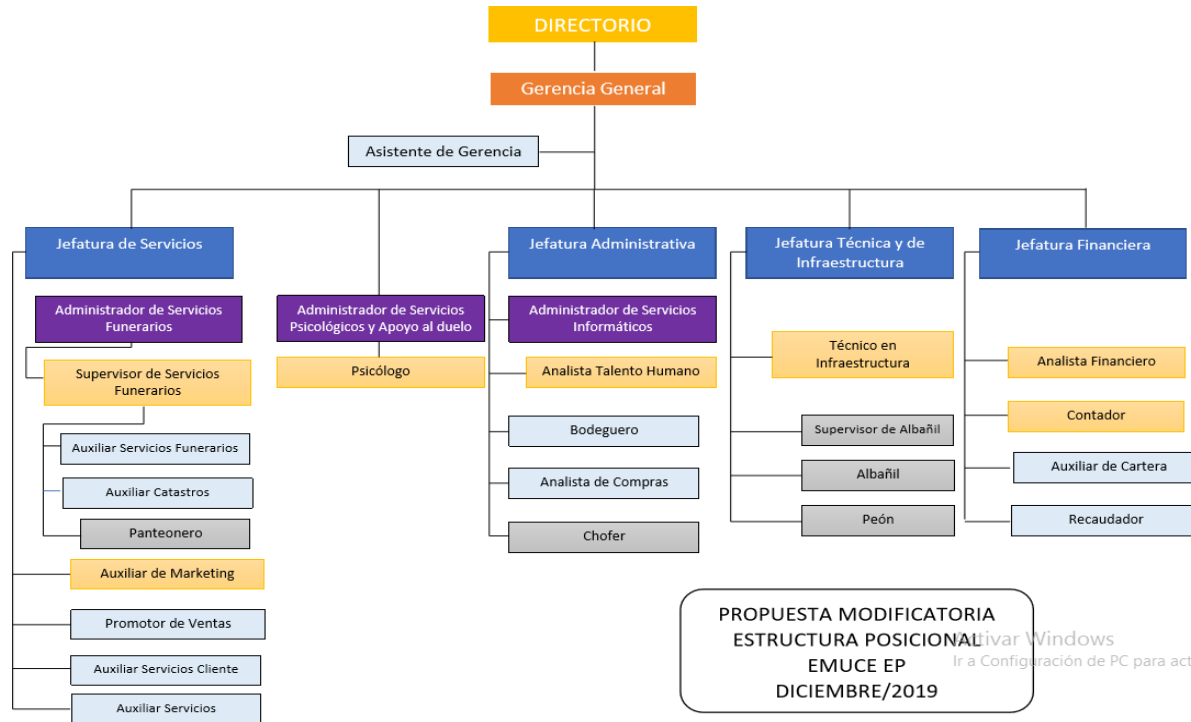 DIRECTORIO
Gerencia General
Asistente de Gerencia
Jefatura de Servicios
Jefatura Administrativa
Jefatura Técnica y de
Infraestructura
Jefatura Financiera
Administrador de Servicios
Funerarios
Administrador de Servicios
Psicológicos y Apoyo al duelo
Administrador de Servicios
Informáticos
Supervisor de Servicios
Funerarios
Psicólogo
Analista Talento Humano
Técnico en
Infraestructura
Analista Financiero
Contador
Auxiliar Servicios Funerarios
Bodeguero
Supervisor de Albañil
Auxiliar Catastros
Analista de Compras
Albañil
Auxiliar de Cartera
Panteonero
Chofer
Peón
Recaudador
Auxiliar de Marketing
Promotor de Ventas
Auxiliar Servicios Cliente
Auxiliar Servicios
PROPUESTA MODIFICATORIA
ESTRUCTURA POSICIONAL
EMUCE EP
DICIEMBRE/2019
Activar Windows
Ir a Configuración de PC para act